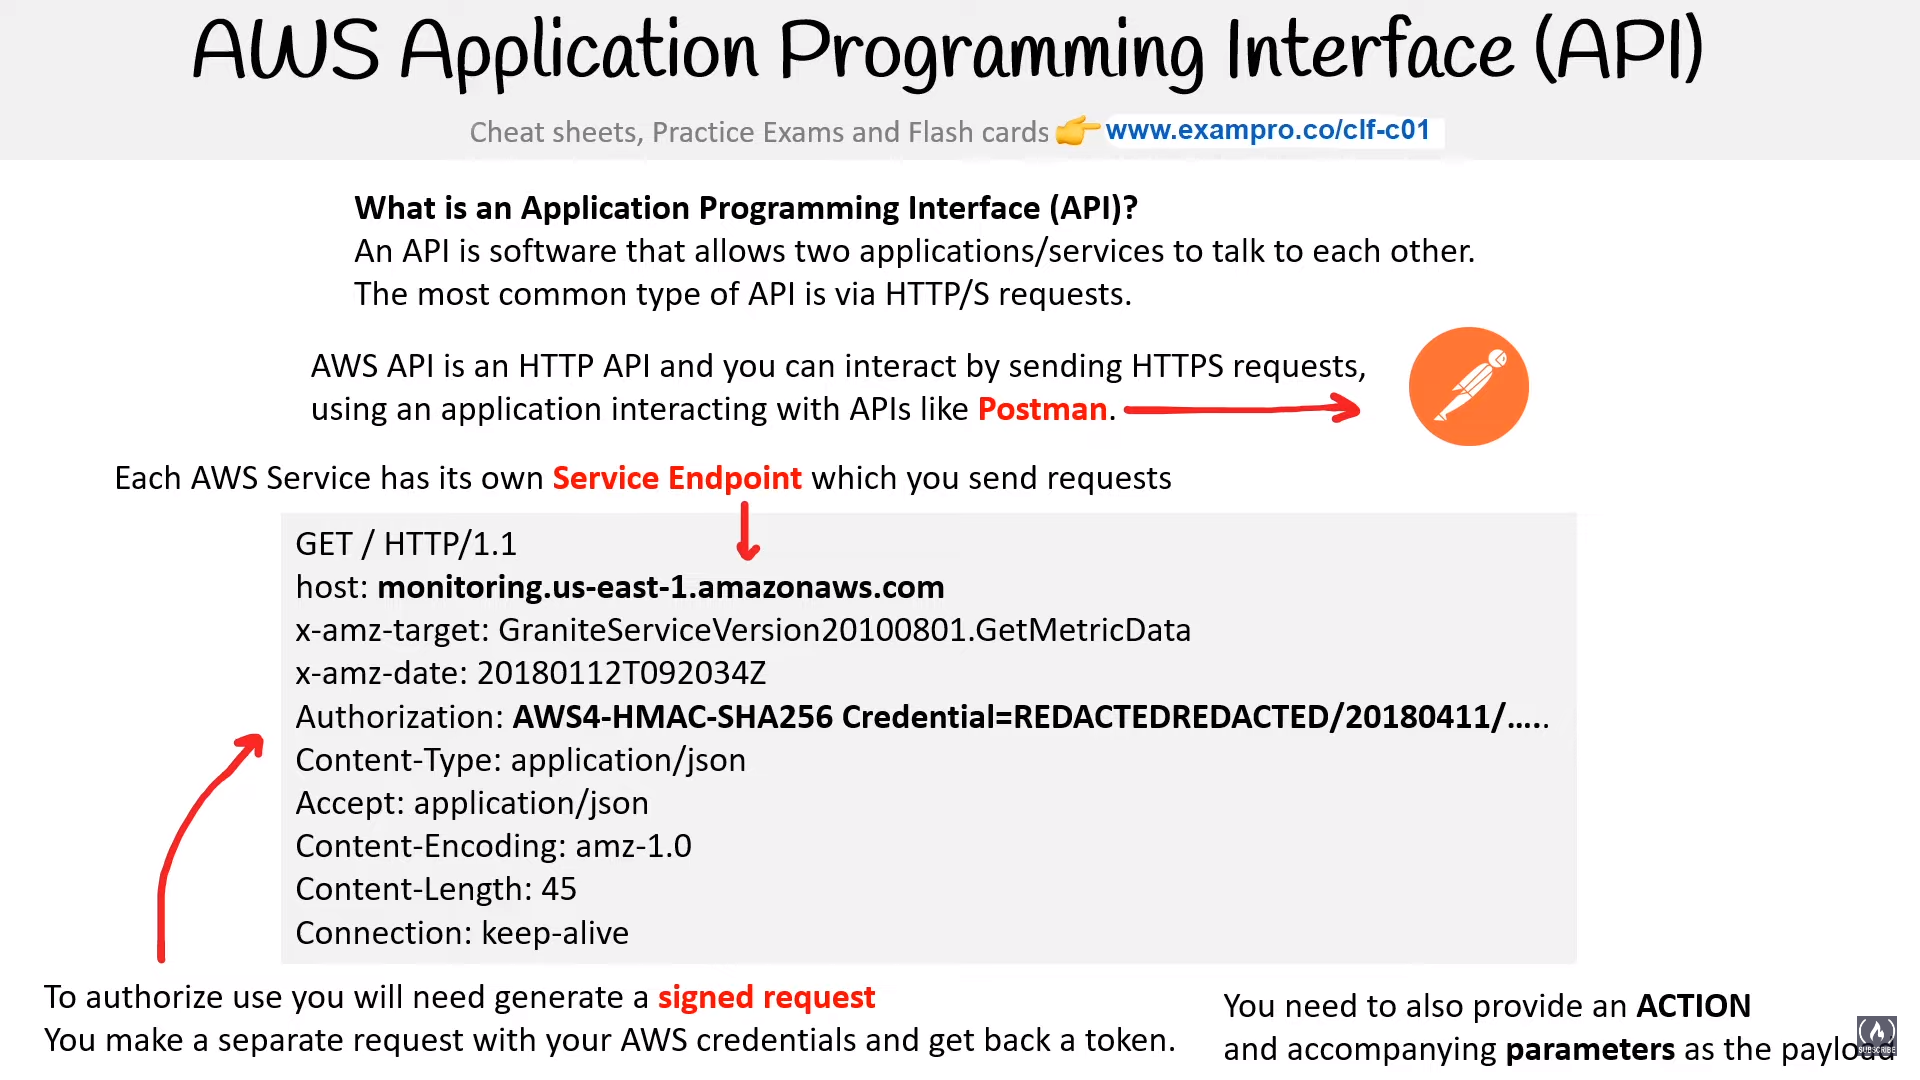 AWS Application Programming Interface (API)
Cheat sheets, Practice Exams and Flash cards 👉 www.exampro.co/clf-c01
What is an Application Programming Interface (API)?
An API is software that allows two applications/services to talk to each other.
The most common type of API is via HTTP/S requests.
AWS API is an HTTP API and you can interact by sending HTTPS requests,
using an application interacting with APIs like Postman.
Each AWS Service has its own Service Endpoint which you send requests
GET / HTTP/1.1
host: monitoring.us-east-1.amazonaws.com
x-amz-target: GraniteServiceVersion20100801.GetMetricData
x-amz-date: 20180112T092034Z
Authorization: AWS4-HMAC-SHA256 Credential=REDACTEDREDACTED/20180411/.....
Content-Type: application/json
Accept: application/json
Content-Encoding: amz-1.0
Content-Length: 45
Connection: keep-alive
To authorize use you will need generate a signed request
You make a separate request with your AWS credentials and get back a token.
You need to also provide an ACTION
and accompanying parameters as the payload
SUBSCRIBE